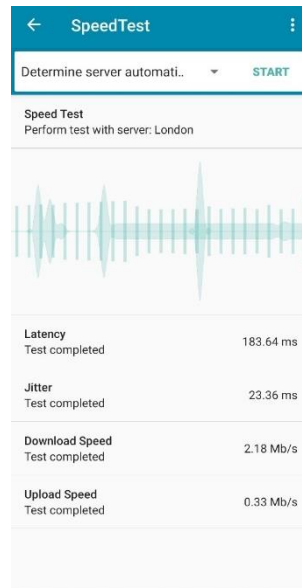 SpeedTest
Determine server automati.. START
Speed Test
Perform test with server: London
Latency
Test completed
183.64 ms
Jitter
Test completed
23.36 ms
Download Speed
Test completed
2.18 Mb/s
Upload Speed
Test completed
0.33 Mb/s